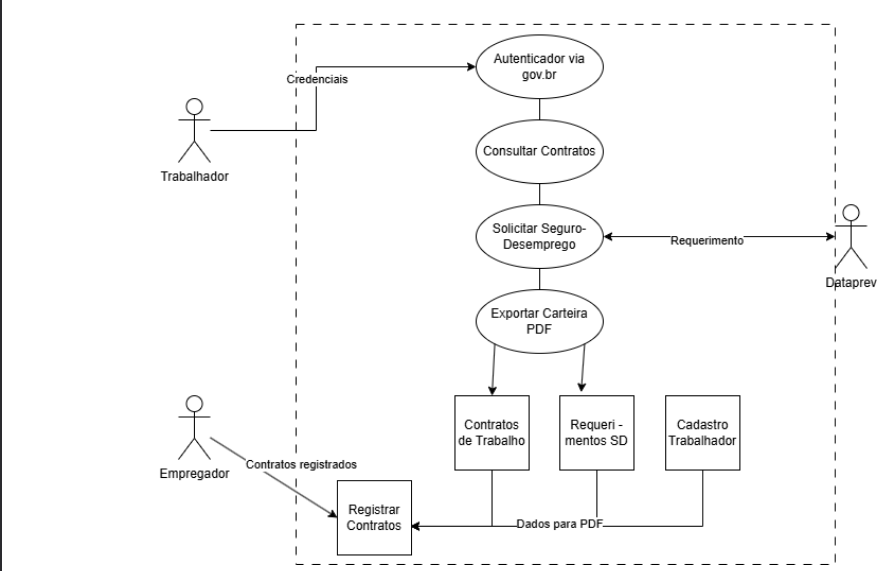 Autenticador via
gov.br
Credenciais
Trabalhador
Consultar Contratos
Solicitar Seguro-
Desemprego
Requerimento
Dataprev
Exportar Carteira
PDF
Contratos
de Trabalho
Requeri -
mentos SD
Cadastro
Trabalhador
Empregador
Contratos registrados
Registrar
Contratos
Dados para PDF